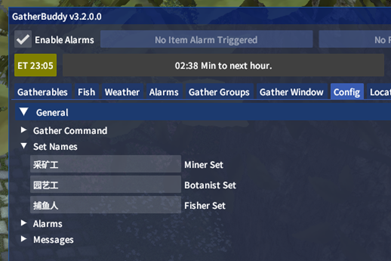 GatherBuddy v3.2.0.0
Enable Alarms No Item Alarm Triggered
ET 23:05 02:38 Min to next hour.
Gatherables Fish Weather Alarms Gather Groups Gather Window Config
General
Gather Command
Set Names
采矿工 Miner Set
园艺工 Botanist Set
捕鱼人 Fisher Set
Alarms
Messages